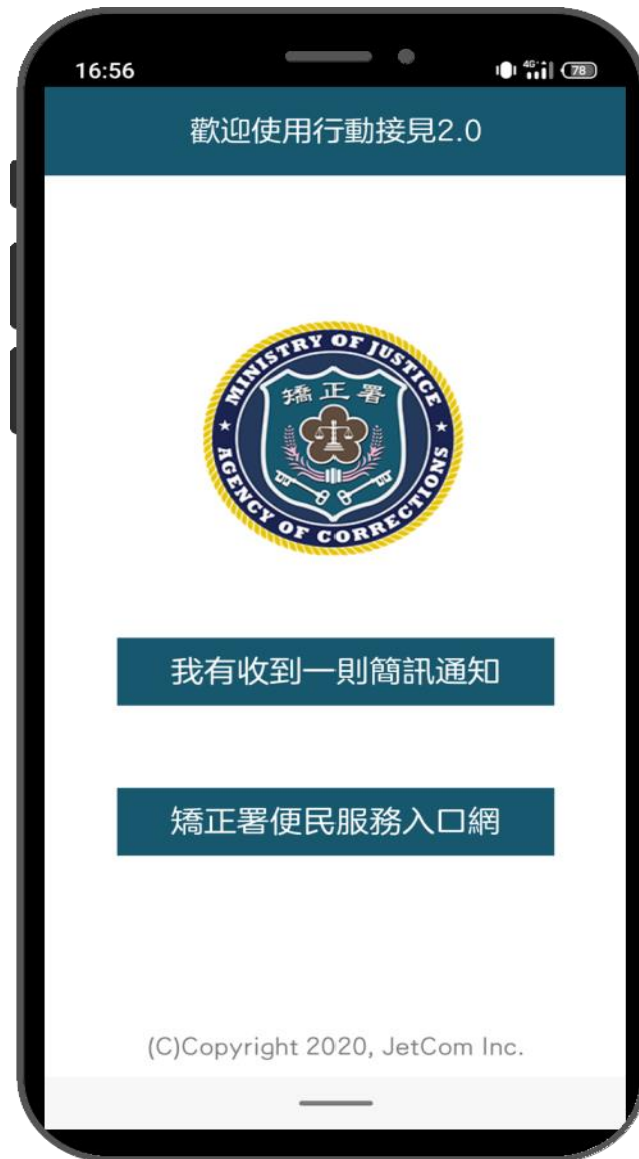 16:56
4G
78
歡迎使用行動接見2.0
MINISTRY OF JUSTICE
矯正署
AGENCY OF CORRECTIONS
我有收到一則簡訊通知
矯正署便民服務入口網
(C)Copyright 2020, JetCom Inc.